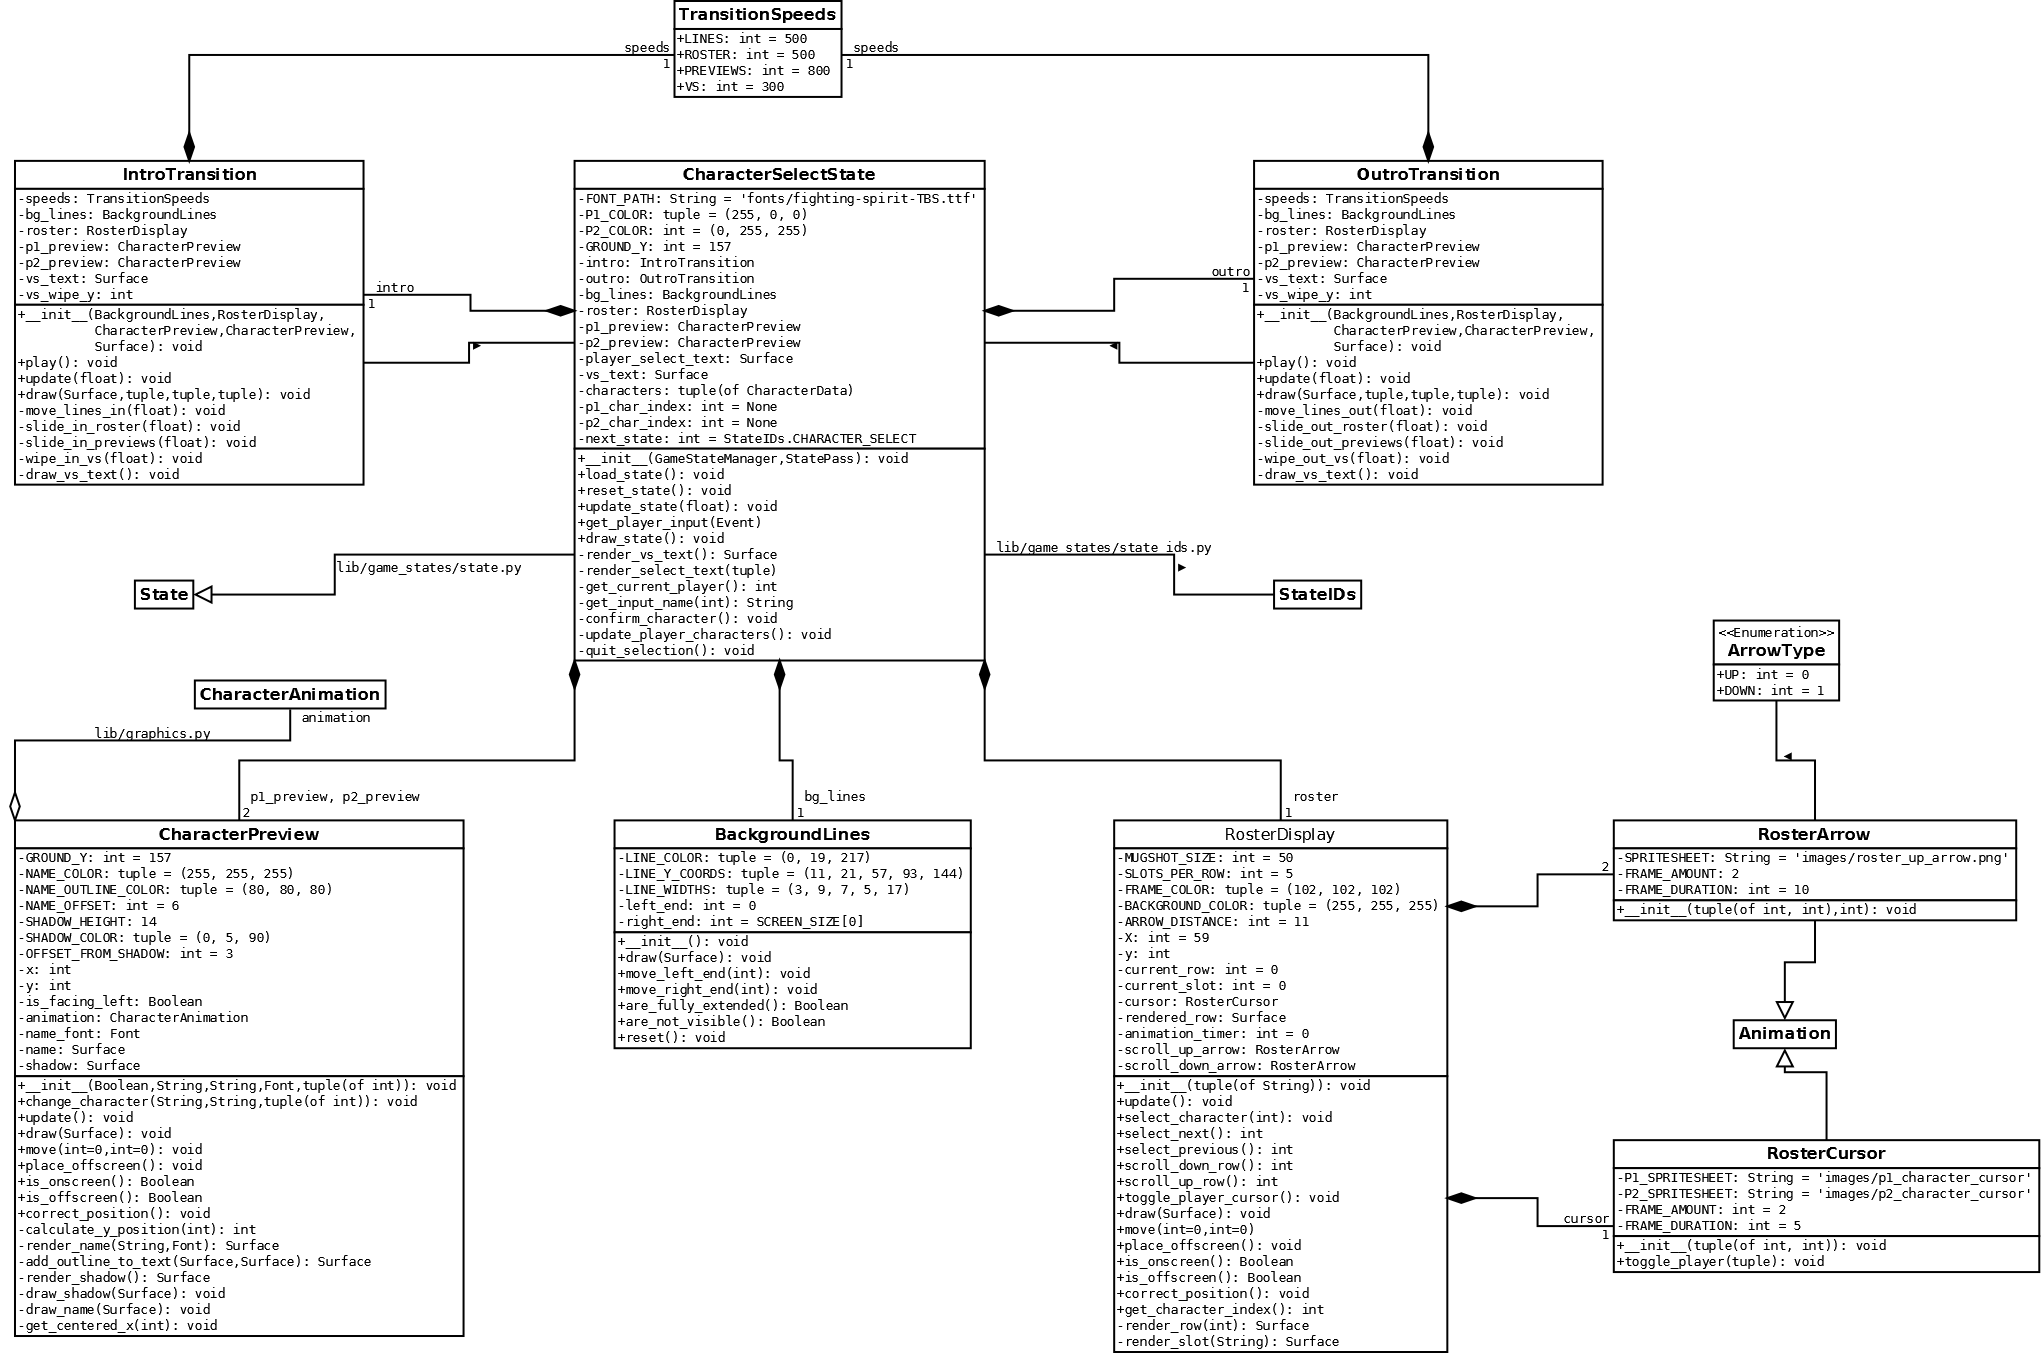 TransitionSpeeds
+LINES: int = 500
+ROSTER: int = 500
+PREVIEWS: int = 800
+VS: int = 300
speeds
1
speeds
1
IntroTransition
-speeds: TransitionSpeeds
-bg_lines: BackgroundLines
-roster: RosterDisplay
-p1_preview: CharacterPreview
-p2_preview: CharacterPreview
-vs_text: Surface
-vs_wipe_y: int
+__init__(BackgroundLines,RosterDisplay,
CharacterPreview,CharacterPreview,
Surface): void
+play(): void
+update(float): void
+draw(Surface,tuple,tuple,tuple): void
-move_lines_in(float): void
-slide_in_roster(float): void
-slide_in_previews(float): void
-wipe_in_vs(float): void
-draw_vs_text(): void
intro
1
CharacterSelectState
-FONT_PATH: String = 'fonts/fighting-spirit-TBS.ttf'
-P1_COLOR: tuple = (255, 0, 0)
-P2_COLOR: int = (0, 255, 255)
-GROUND_Y: int = 157
-intro: IntroTransition
-outro: OutroTransition
-bg_lines: BackgroundLines
-roster: RosterDisplay
-p1_preview: CharacterPreview
-p2_preview: CharacterPreview
-player_select_text: Surface
-vs_text: Surface
-characters: tuple(of CharacterData)
-p1_char_index: int = None
-p2_char_index: int = None
-next_state: int = StateIDs.CHARACTER_SELECT
+__init__(GameStateManager,StatePass): void
+load_state(): void
+reset_state(): void
+update_state(float): void
+get_player_input(Event)
+draw_state(): void
-render_vs_text(): Surface
-render_select_text(tuple)
-get_current_player(): int
-get_input_name(int): String
-confirm_character(): void
-update_player_characters(): void
-quit_selection(): void
outro
1
OutroTransition
-speeds: TransitionSpeeds
-bg_lines: BackgroundLines
-roster: RosterDisplay
-p1_preview: CharacterPreview
-p2_preview: CharacterPreview
-vs_text: Surface
-vs_wipe_y: int
+__init__(BackgroundLines,RosterDisplay,
CharacterPreview,CharacterPreview,
Surface): void
+play(): void
+update(float): void
+draw(Surface,tuple,tuple,tuple): void
-move_lines_out(float): void
-slide_out_roster(float): void
-slide_out_previews(float): void
-wipe_out_vs(float): void
-draw_vs_text(): void
lib/game_states/state.py
State
lib/game_states/state_ids.py
StateIDs
<<Enumeration>>
ArrowType
+UP: int = 0
+DOWN: int = 1
CharacterAnimation
animation
lib/graphics.py
p1_preview, p2_preview
2
bg_lines
1
roster
1
CharacterPreview
-GROUND_Y: int = 157
-NAME_COLOR: tuple = (255, 255, 255)
-NAME_OUTLINE_COLOR: tuple = (80, 80, 80)
-NAME_OFFSET: int = 6
-SHADOW_HEIGHT: 14
-SHADOW_COLOR: tuple = (0, 5, 90)
-OFFSET_FROM_SHADOW: int = 3
-x: int
-y: int
-is_facing_left: Boolean
-animation: CharacterAnimation
-name_font: Font
-name: Surface
-shadow: Surface
+__init__(Boolean,String,String,Font,tuple(of int)): void
+change_character(String,String,tuple(of int)): void
+update(): void
+draw(Surface): void
+move(int=0,int=0): void
+place_offscreen(): void
+is_onscreen(): Boolean
+is_offscreen(): Boolean
+correct_position(): void
-calculate_y_position(int): int
-render_name(String,Font): Surface
-add_outline_to_text(Surface,Surface): Surface
-render_shadow(): Surface
-draw_shadow(Surface): void
-draw_name(Surface): void
-get_centered_x(int): void
BackgroundLines
-LINE_COLOR: tuple = (0, 19, 217)
-LINE_Y_COORDS: tuple = (11, 21, 57, 93, 144)
-LINE_WIDTHS: tuple = (3, 9, 7, 5, 17)
-left_end: int = 0
-right_end: int = SCREEN_SIZE[0]
+__init__(): void
+draw(Surface): void
+move_left_end(int): void
+move_right_end(int): void
+are_fully_extended(): Boolean
+are_not_visible(): Boolean
+reset(): void
RosterDisplay
-MUGSHOT_SIZE: int = 50
-SLOTS_PER_ROW: int = 5
-FRAME_COLOR: tuple = (102, 102, 102)
-BACKGROUND_COLOR: tuple = (255, 255, 255)
-ARROW_DISTANCE: int = 11
-X: int = 59
-y: int
-current_row: int = 0
-current_slot: int = 0
-cursor: RosterCursor
-rendered_row: Surface
-animation_timer: int = 0
-scroll_up_arrow: RosterArrow
-scroll_down_arrow: RosterArrow
+__init__(tuple(of String)): void
+update(): void
+select_character(int): void
+select_next(): int
+select_previous(): int
+scroll_down_row(): int
+scroll_up_row(): int
+toggle_player_cursor(): void
+draw(Surface): void
+move(int=0,int=0)
+place_offscreen(): void
+is_onscreen(): Boolean
+is_offscreen(): Boolean
+correct_position(): void
+get_character_index(): int
-render_row(int): Surface
-render_slot(String): Surface
2
RosterArrow
-SPRITESHEET: String = 'images/roster_up_arrow.png'
-FRAME_AMOUNT: 2
-FRAME_DURATION: int = 10
+__init__(tuple(of int, int),int): void
Animation
cursor
1
RosterCursor
-P1_SPRITESHEET: String = 'images/p1_character_cursor'
-P2_SPRITESHEET: String = 'images/p2_character_cursor'
-FRAME_AMOUNT: int = 2
-FRAME_DURATION: int = 5
+__init__(tuple(of int, int)): void
+toggle_player(tuple): void